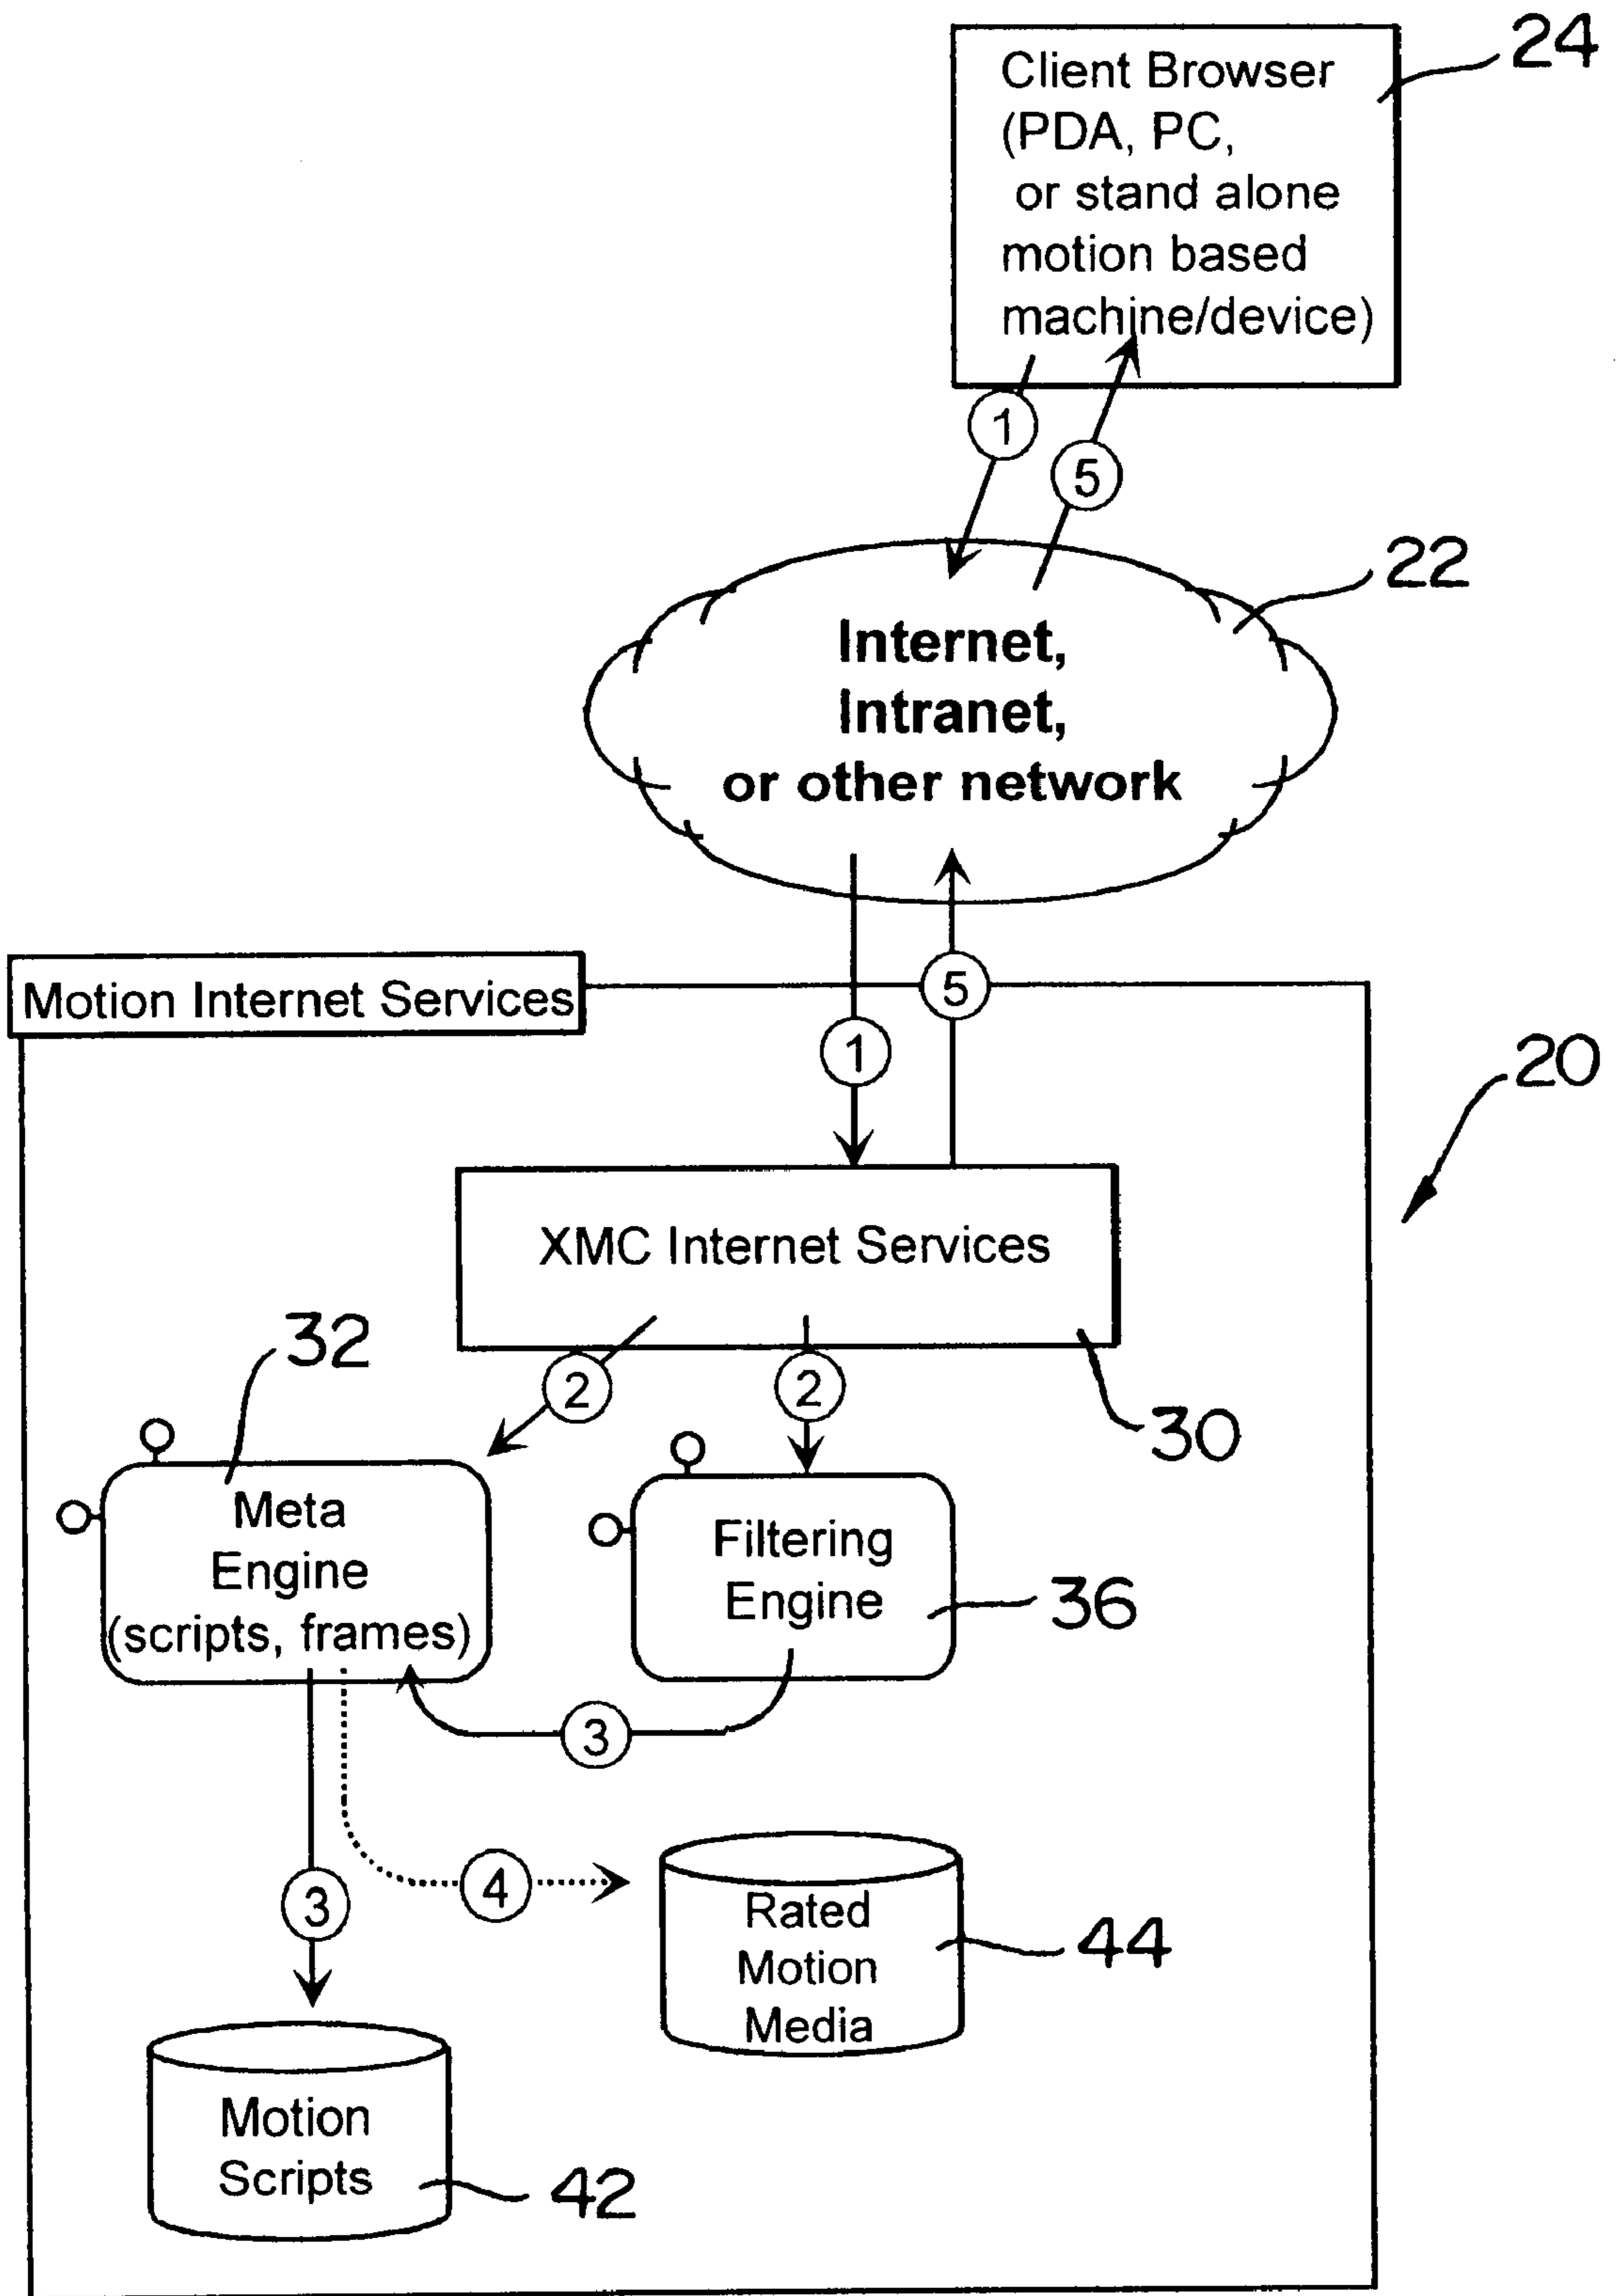 24
Client Browser
(PDA, PC,
or stand alone
motion based
machine/device)
1
5
22
Internet,
Intranet,
or other network
Motion Internet Services
5
1
20
XMC Internet Services
32
2
2
30
Meta
Engine
(scripts, frames)
Filtering
Engine
36
3
4
3
Rated
Motion
Media
44
Motion
Scripts
42